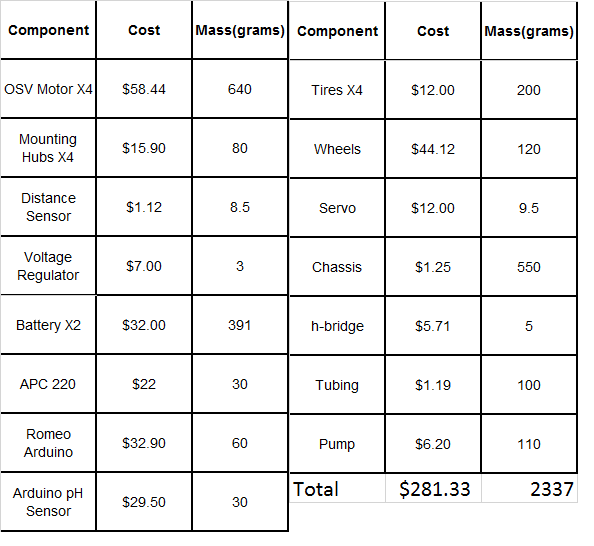 Component Cost Mass(grams)
OSV Motor X4 $58.44 640
Mounting
Hubs X4 $15.90 80
Distance
Sensor $1.12 8.5
Voltage
Regulator $7.00 3
Battery X2 $32.00 391
APC 220 $22 30
Romeo
Arduino $32.90 60
Arduino pH
Sensor $29.50 30
Component Cost Mass(grams)
Tires X4 $12.00 200
Wheels $44.12 120
Servo $12.00 9.5
Chassis $1.25 550
h-bridge $5.71 5
Tubing $1.19 100
Pump $6.20 110
Total $281.33 2337